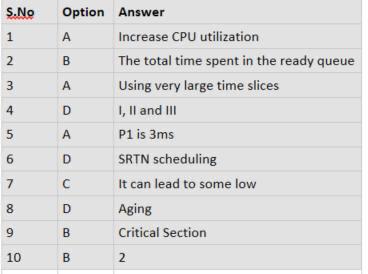 S.No Option Answer
1 A Increase CPU utilization
2 B The total time spent in the ready queue
3 A Using very large time slices
4 D I, II and III
5 A P1 is 3ms
6 D SRTN scheduling
7 C It can lead to some low
8 D Aging
9 B Critical Section
10 B 2